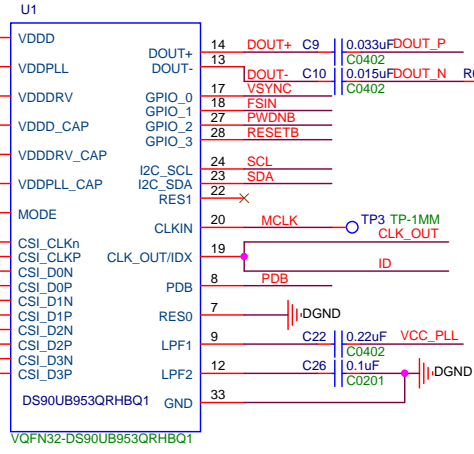 U1
VDDD
VDDPLL
VDDDRV
VDDD_CAP
VDDDRV_CAP
VDDPLL_CAP
MODE
CSI_CLKn
CSI_CLKP
CSI_D0N
CSI_D0P
CSI_D1N
CSI_D1P
CSI_D2N
CSI_D2P
CSI_D3N
CSI_D3P
DOUT+ 14 DOUT+ C9 0.033uF DOUT_P
C0402
DOUT- 13 DOUT- C10 0.015uF DOUT_N
C0402
GPIO_0 17 VSYNC
GPIO_1 18 FSIN
GPIO_2 27 PWDNB
GPIO_3 28 RESETB
I2C_SCL 24 SCL
I2C_SDA 23 SDA
RES1 22
CLKIN 20 MCLK TP3 TP-1MM
CLK_OUT/IDX 19 CLK_OUT
ID
PDB 8 PDB
RES0 7 DGND
LPF1 9 C22 0.22uF VCC_PLL
C0402
LPF2 12 C26 0.1uF DGND
C0201
GND 33
DS90UB953QRHBQ1
VQFN32-DS90UB953QRHBQ1